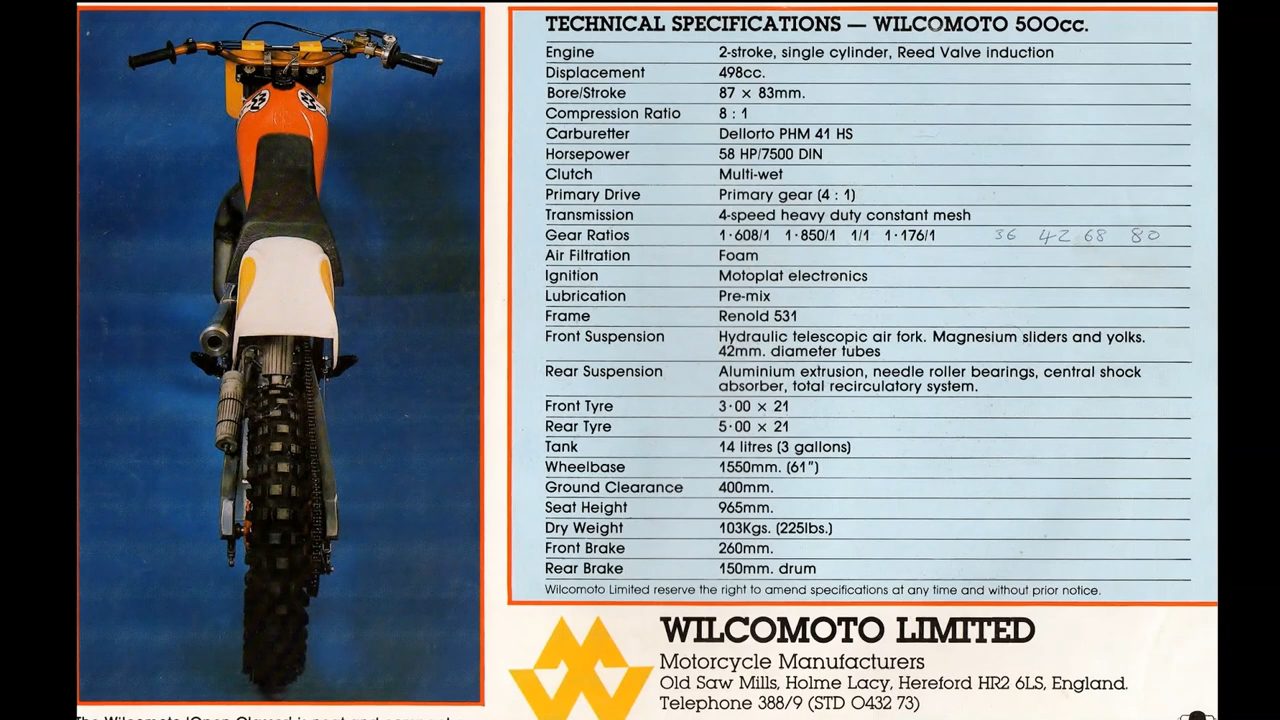 TECHNICAL SPECIFICATIONS — WILCOMOTO 500cc.
Engine 2-stroke, single cylinder, Reed Valve induction
Displacement 498cc.
Bore/Stroke 87 × 83mm.
Compression Ratio 8 : 1
Carburetter Dellorto PHM 41 HS
Horsepower 58 HP/7500 DIN
Clutch Multi-wet
Primary Drive Primary gear (4 : 1)
Transmission 4-speed heavy duty constant mesh
Gear Ratios 1·608/1 1·850/1 1/1 1·176/1 36 42 68 80
Air Filtration Foam
Ignition Motoplat electronics
Lubrication Pre-mix
Frame Renold 531
Front Suspension Hydraulic telescopic air fork. Magnesium sliders and yolks.
42mm. diameter tubes
Rear Suspension Aluminium extrusion, needle roller bearings, central shock
absorber, total recirculatory system.
Front Tyre 3·00 × 21
Rear Tyre 5·00 × 21
Tank 14 litres (3 gallons)
Wheelbase 1550mm. (61")
Ground Clearance 400mm.
Seat Height 965mm.
Dry Weight 103Kgs. (225lbs.)
Front Brake 260mm.
Rear Brake 150mm. drum
Wilcomoto Limited reserve the right to amend specifications at any time and without prior notice.
WILCOMOTO LIMITED
Motorcycle Manufacturers
Old Saw Mills, Holme Lacy, Hereford HR2 6LS, England.
Telephone 388/9 (STD O432 73)